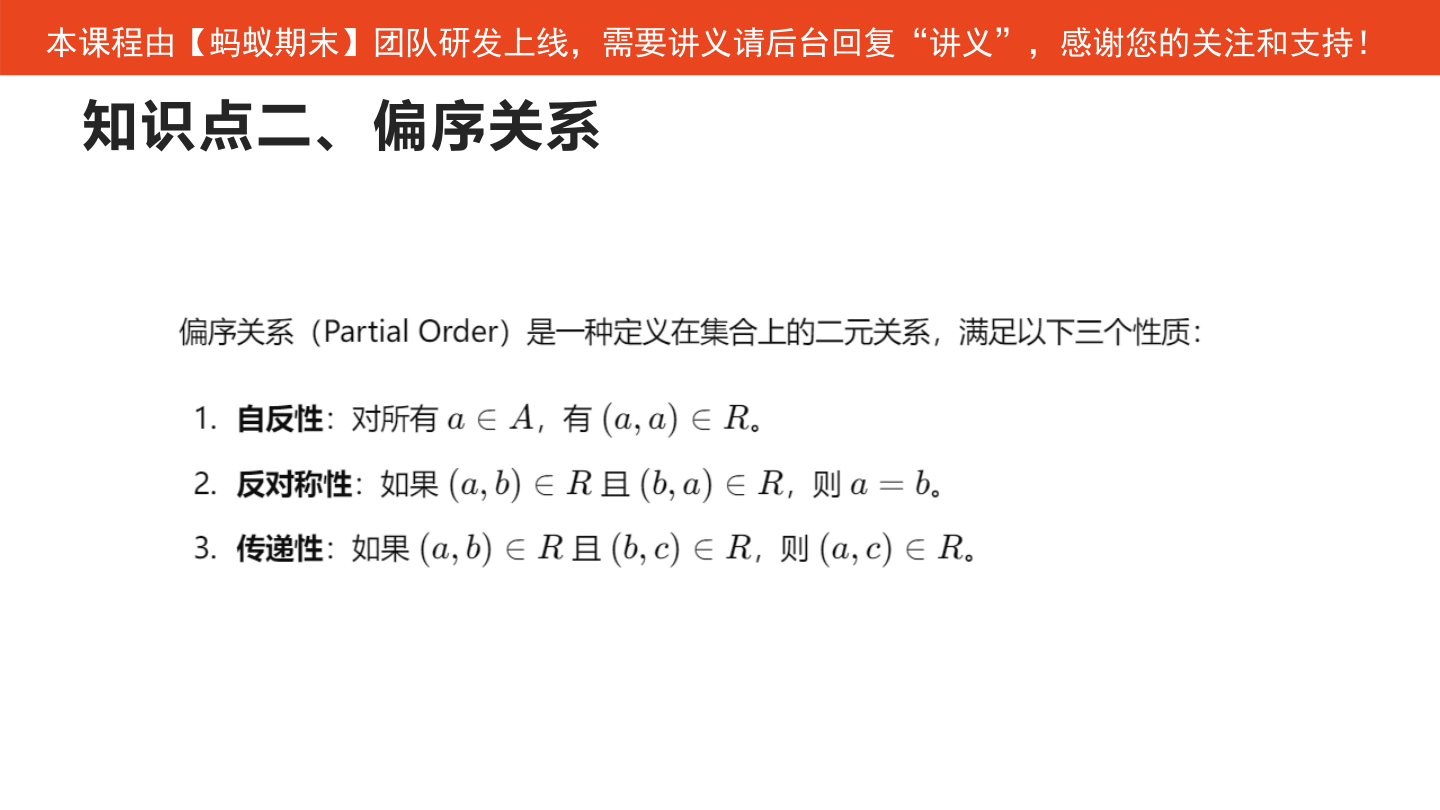 本课程由【蚂蚁期末】团队研发上线，需要讲义请后台回复“讲义”，感谢您的关注和支持！
知识点二、偏序关系
偏序关系（Partial Order）是一种定义在集合上的二元关系，满足以下三个性质：
1. 自反性：对所有 a ∈ A，有 (a, a) ∈ R。
2. 反对称性：如果 (a, b) ∈ R 且 (b, a) ∈ R，则 a = b。
3. 传递性：如果 (a, b) ∈ R 且 (b, c) ∈ R，则 (a, c) ∈ R。